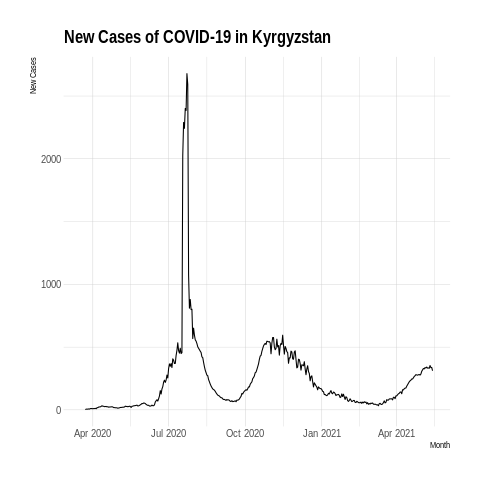 New Cases of COVID-19 in Kyrgyzstan
New Cases
2000
1000
0
Apr 2020 Jul 2020 Oct 2020 Jan 2021 Apr 2021
Month